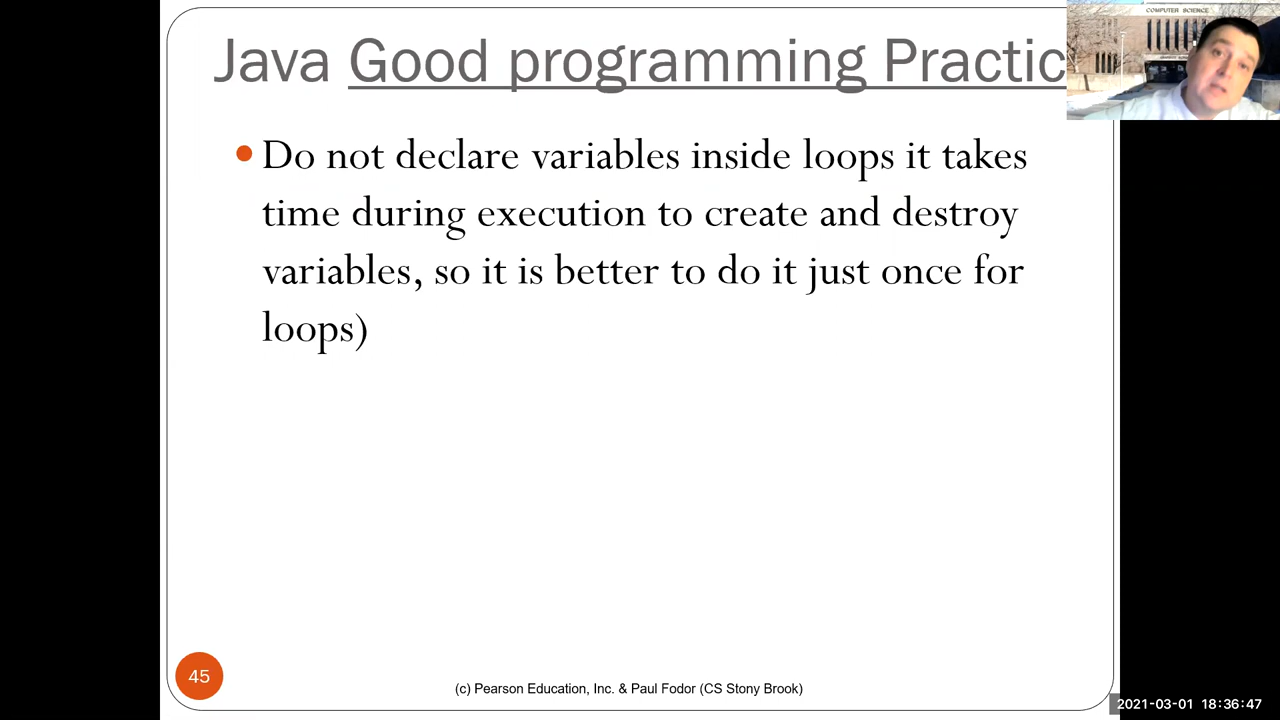 COMPUTER SCIENCE
Java Good programming Practic
Do not declare variables inside loops it takes
time during execution to create and destroy
variables, so it is better to do it just once for
loops)
45
(c) Pearson Education, Inc. & Paul Fodor (CS Stony Brook)
2021-03-01 18:36:47